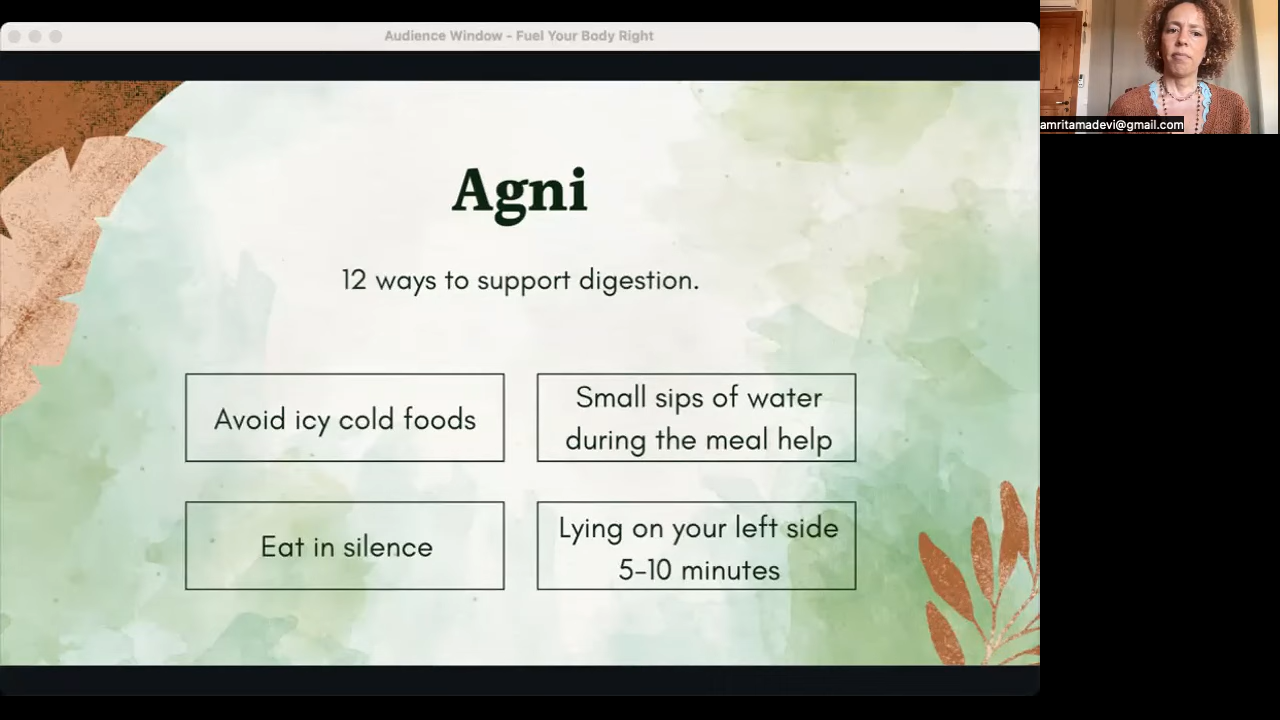 Audience Window - Fuel Your Body Right
amritamadevi@gmail.com
Agni
12 ways to support digestion.
Avoid icy cold foods
Small sips of water
during the meal help
Eat in silence
Lying on your left side
5-10 minutes